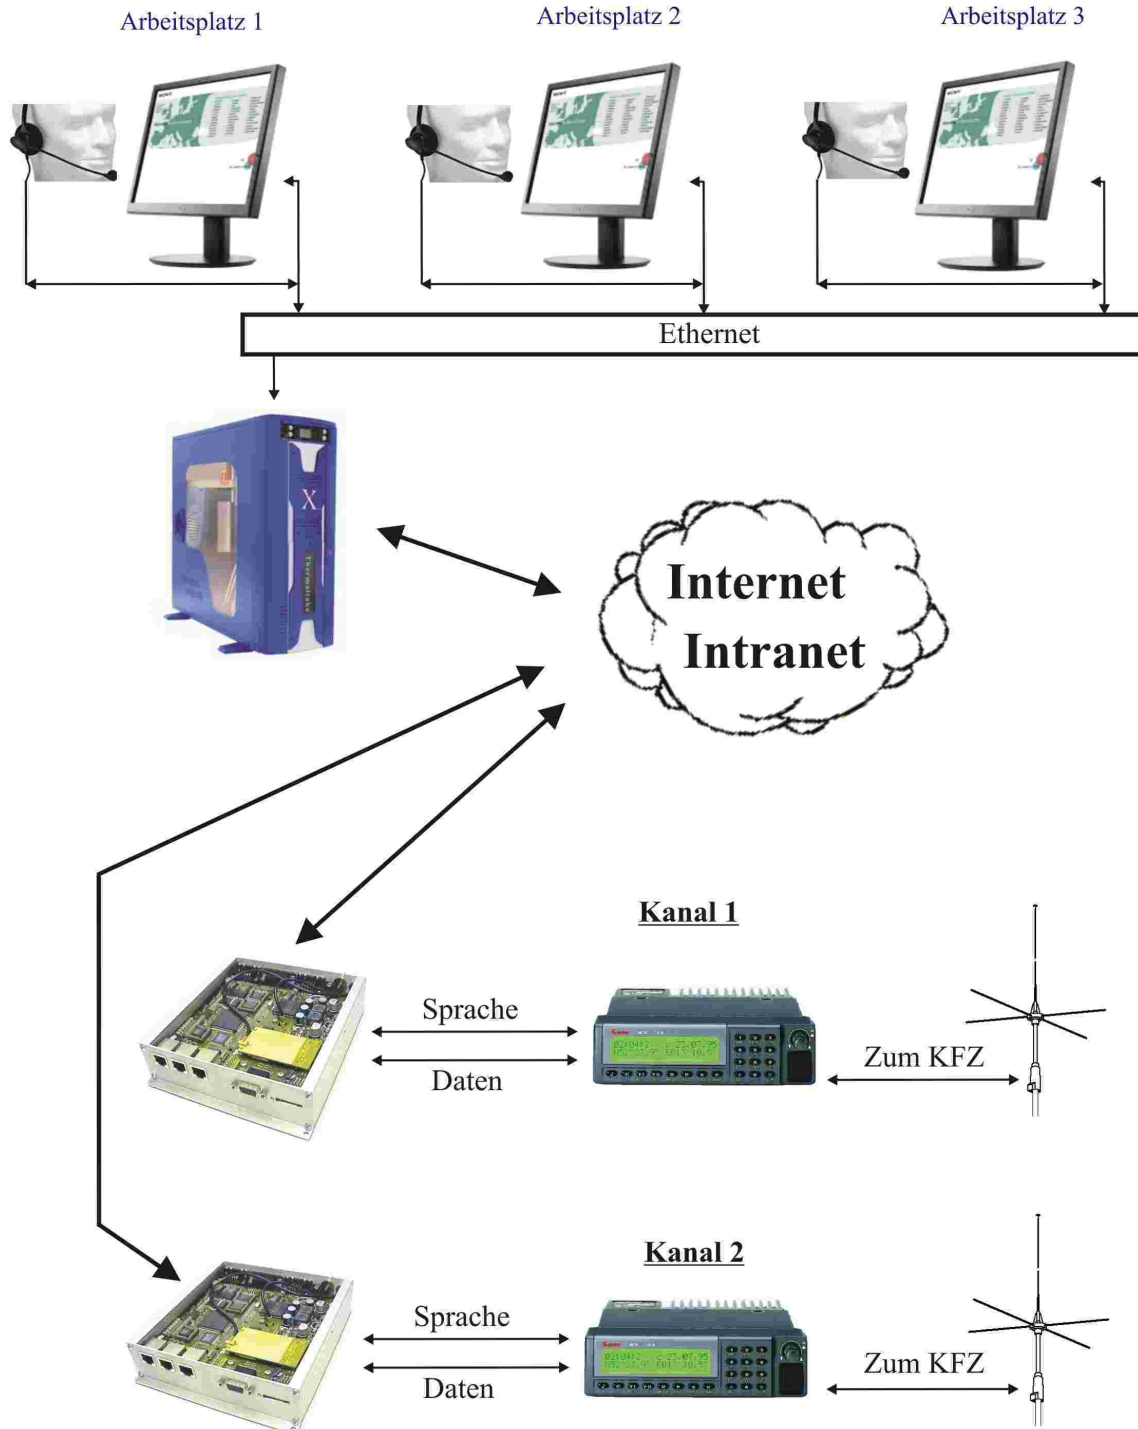 Arbeitsplatz 1
Arbeitsplatz 2
Arbeitsplatz 3
Ethernet
X
Thermaltake
Internet
Intranet
Kanal 1
Sprache
Daten
Zum KFZ
Kanal 2
Sprache
Daten
Zum KFZ